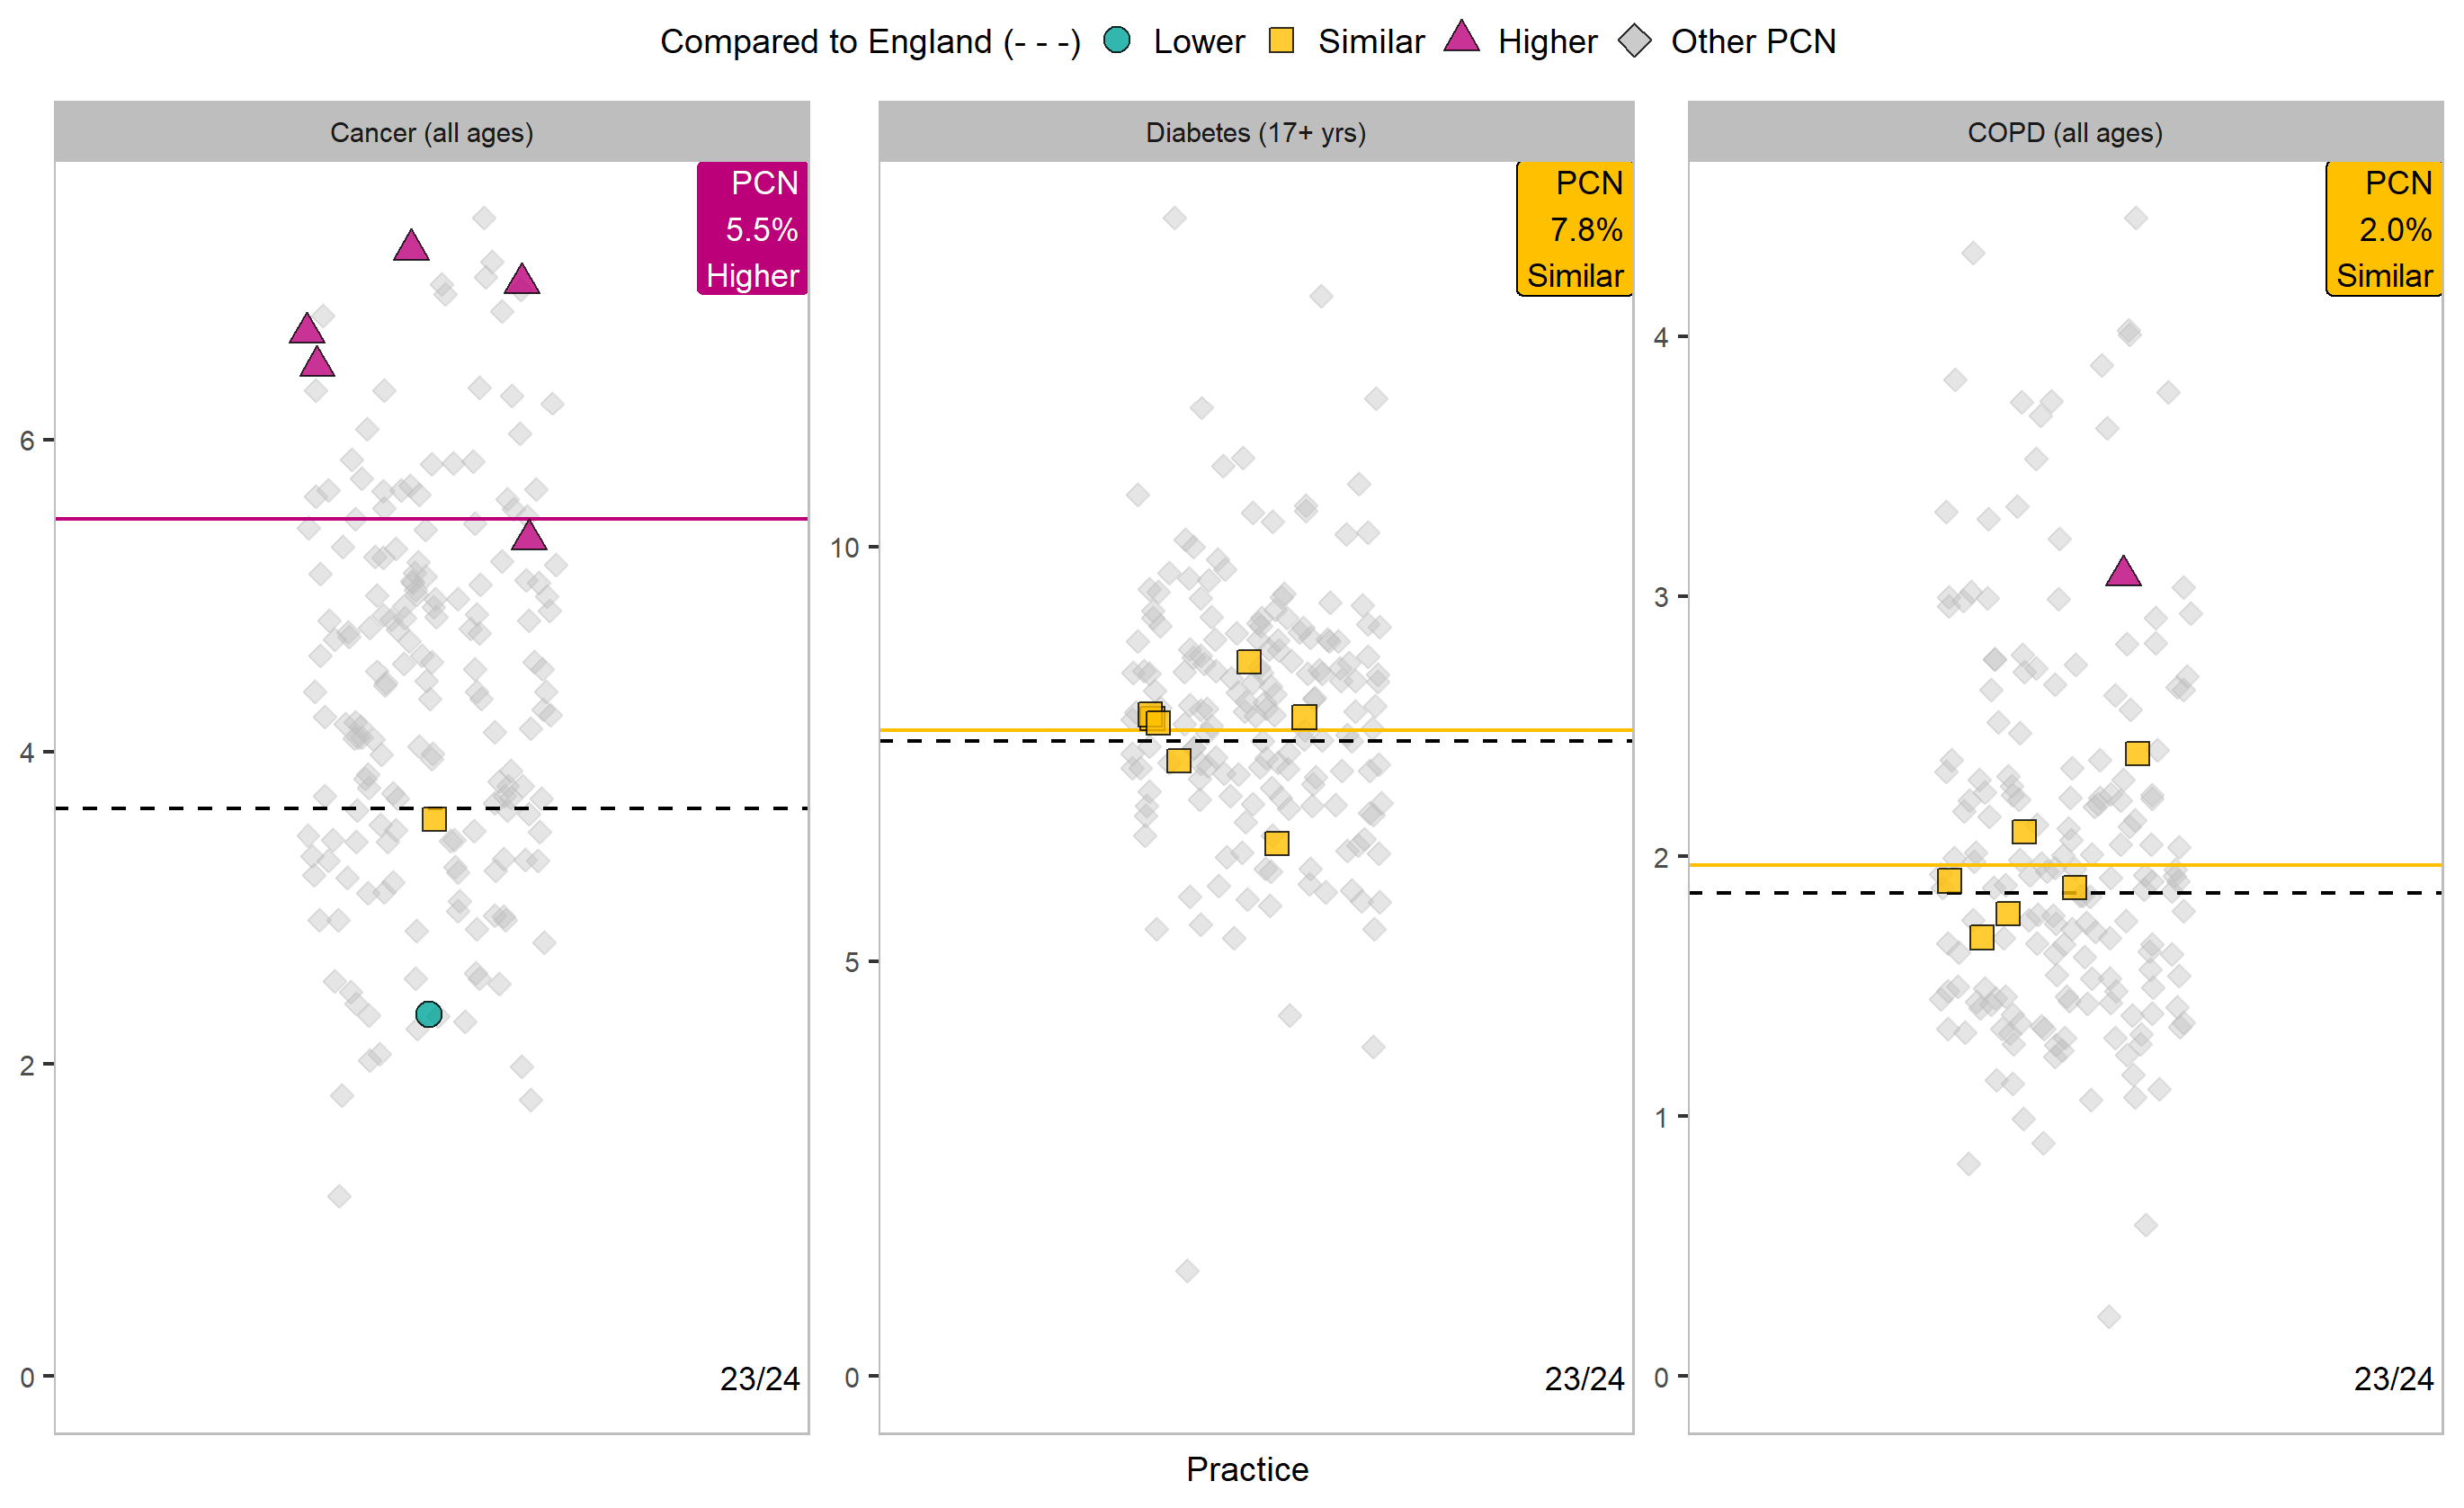 Compared to England (- - -) Lower Similar Higher Other PCN
Cancer (all ages)
PCN
5.5%
Higher
6
4
2
0
23/24
Diabetes (17+ yrs)
PCN
7.8%
Similar
10
5
0
23/24
COPD (all ages)
PCN
2.0%
Similar
4
3
2
1
0
23/24
Practice